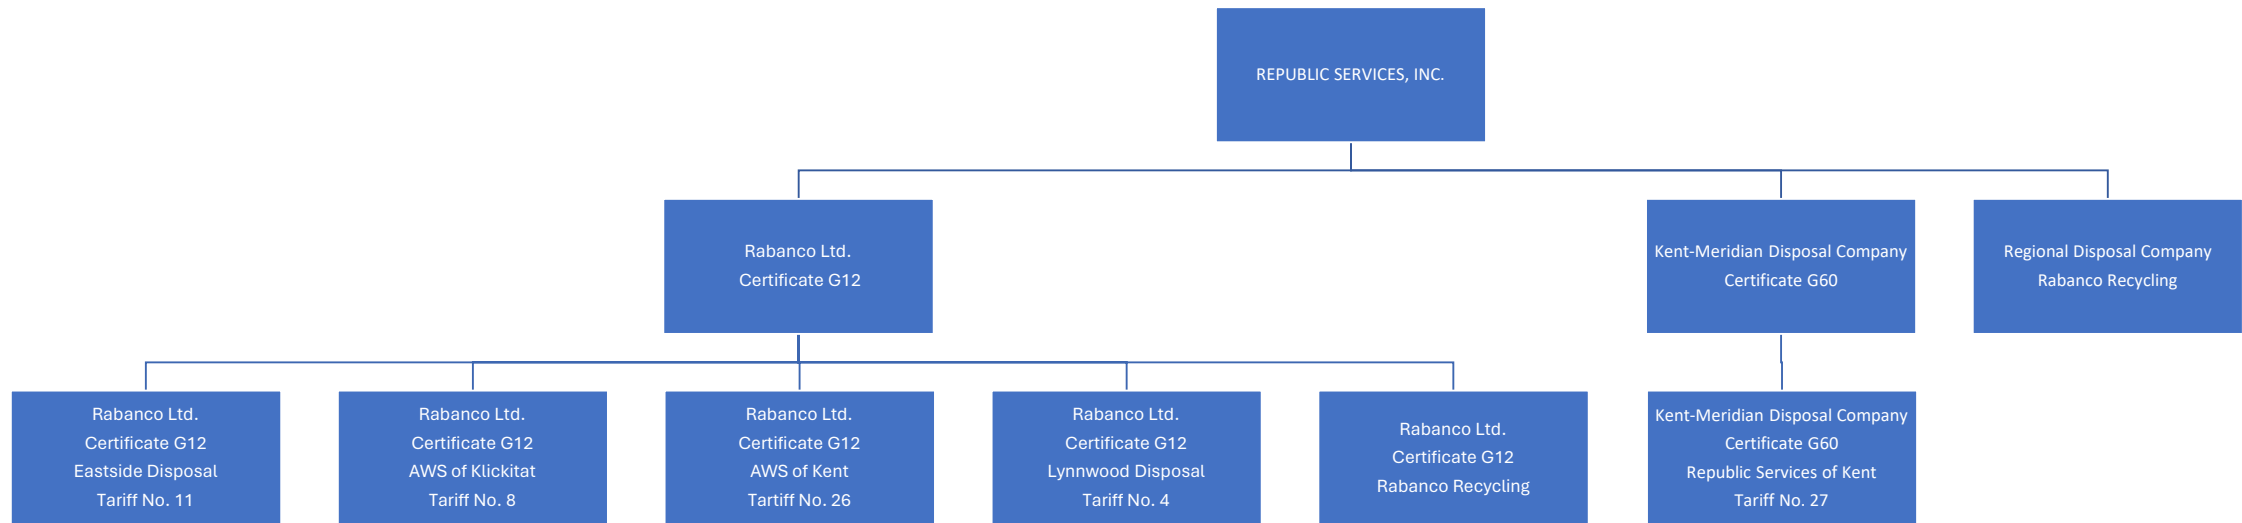 REPUBLIC SERVICES, INC.
Rabanco Ltd.
Certificate G12
Kent-Meridian Disposal Company
Certificate G60
Regional Disposal Company
Rabanco Recycling
Rabanco Ltd.
Certificate G12
Eastside Disposal
Tariff No. 11
Rabanco Ltd.
Certificate G12
AWS of Klickitat
Tariff No. 8
Rabanco Ltd.
Certificate G12
AWS of Kent
Tartiff No. 26
Rabanco Ltd.
Certificate G12
Lynnwood Disposal
Tariff No. 4
Rabanco Ltd.
Certificate G12
Rabanco Recycling
Kent-Meridian Disposal Company
Certificate G60
Republic Services of Kent
Tariff No. 27